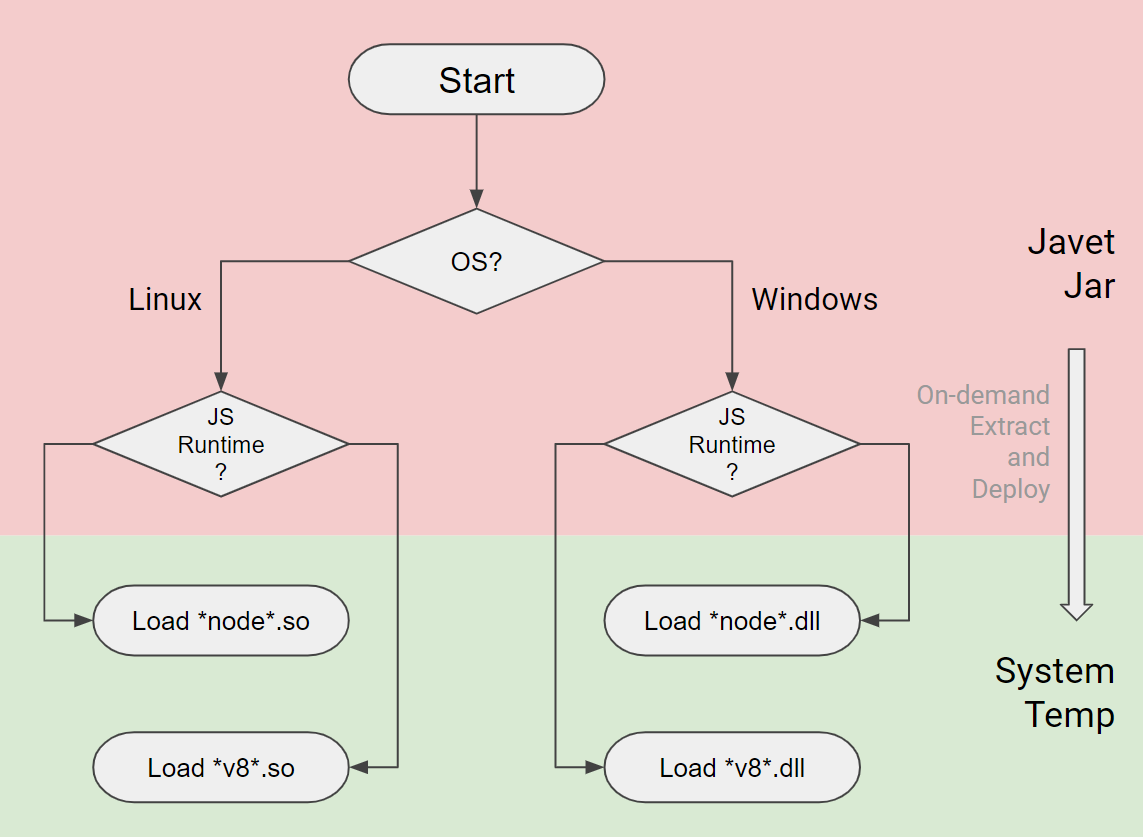 Start
OS?
Linux
Windows
Javet
Jar
JS
Runtime
?
JS
Runtime
?
On-demand
Extract
and
Deploy
Load *node*.so
Load *node*.dll
System
Temp
Load *v8*.so
Load *v8*.dll